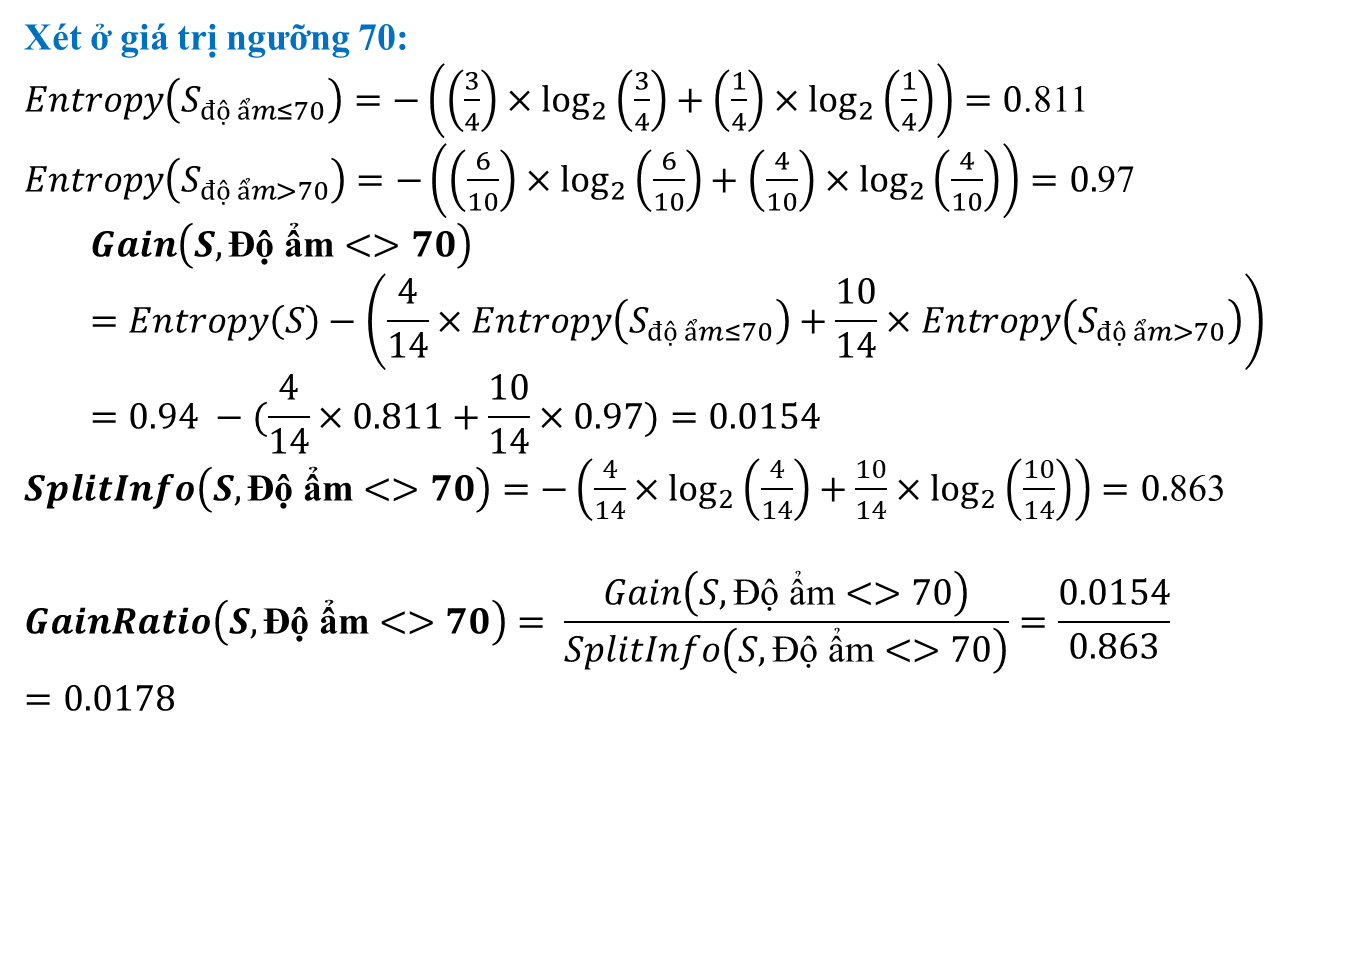 Xét ở giá trị ngưỡng 70:
Entropy(S_{độ ẩm≤70}) = −((3/4) × log₂(3/4) + (1/4) × log₂(1/4)) = 0.811
Entropy(S_{độ ẩm>70}) = −((6/10) × log₂(6/10) + (4/10) × log₂(4/10)) = 0.97
Gain(S, Độ ẩm <> 70)
= Entropy(S) − (4/14 × Entropy(S_{độ ẩm≤70}) + 10/14 × Entropy(S_{độ ẩm>70}))
= 0.94 − (4/14 × 0.811 + 10/14 × 0.97) = 0.0154
SplitInfo(S, Độ ẩm <> 70) = −(4/14 × log₂(4/14) + 10/14 × log₂(10/14)) = 0.863
GainRatio(S, Độ ẩm <> 70) = Gain(S, Độ ẩm <> 70)/SplitInfo(S, Độ ẩm <> 70) = 0.0154/0.863
= 0.0178